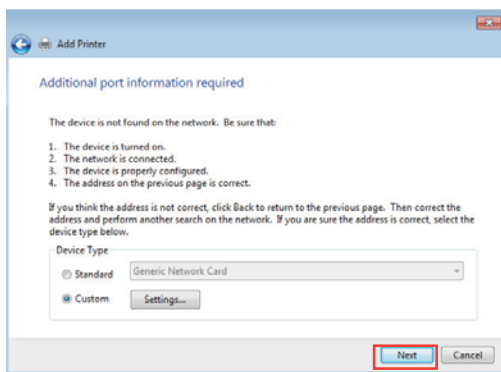 Add Printer
Additional port information required
The device is not found on the network. Be sure that:
1. The device is turned on.
2. The network is connected.
3. The device is properly configured.
4. The address on the previous page is correct.
If you think the address is not correct, click Back to return to the previous page. Then correct the
address and perform another search on the network. If you are sure the address is correct, select the
device type below.
Device Type
Standard Generic Network Card
Custom Settings...
Next Cancel